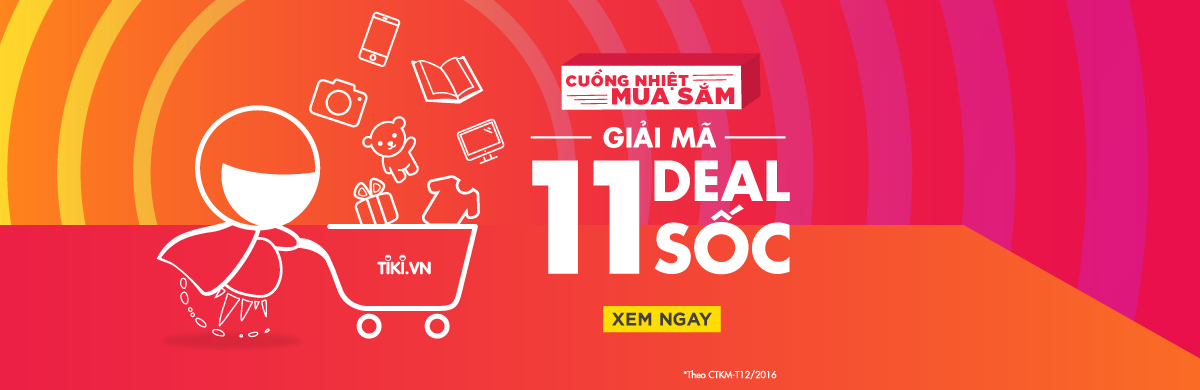 CUỒNG NHIỆT
MUA SẮM
GIẢI MÃ
11 DEAL
SỐC
TIKI.VN
XEM NGAY
*Theo CTKM-T12/2016